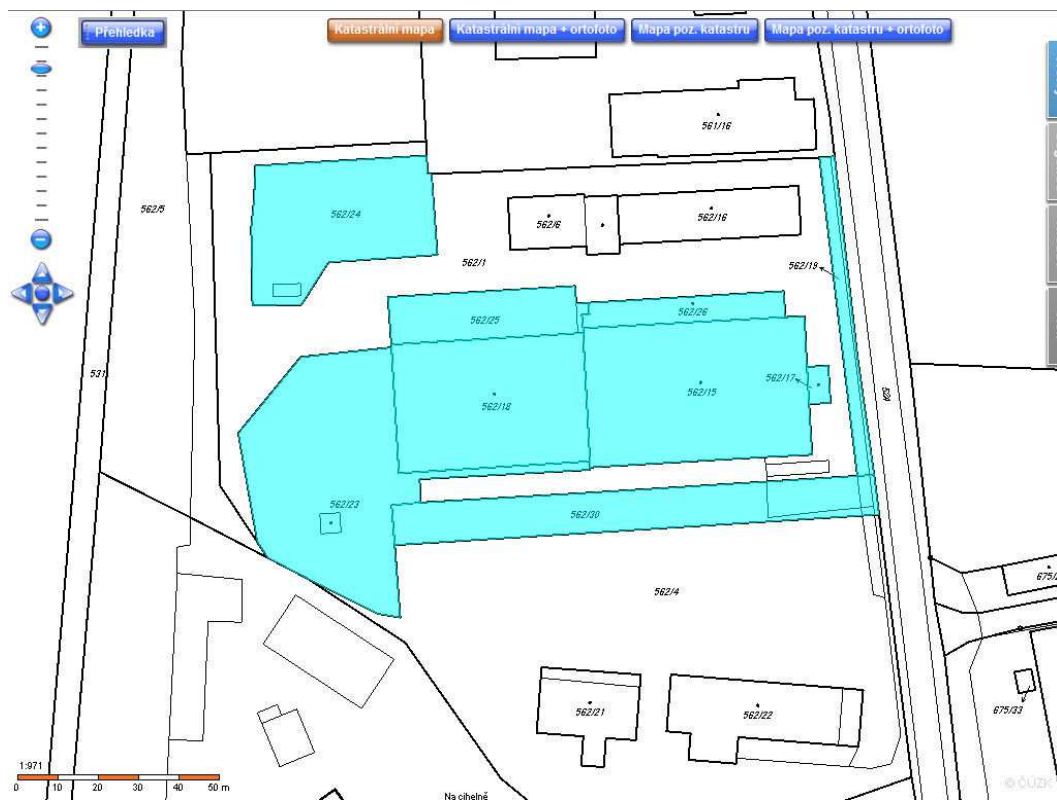 Přehledka
Katastrální mapa
Katastrální mapa + ortofoto
Mapa poz. katastru
Mapa poz. katastru + ortofoto
561/16
562/5
562/24
562/6
562/16
562/1
562/19
562/25
562/26
531
562/17
562/18
562/15
562/23
562/30
562/4
562/21
562/22
675/33
1:971
0 10 20 30 40 50 m
Na cihelně
© ČÚZK